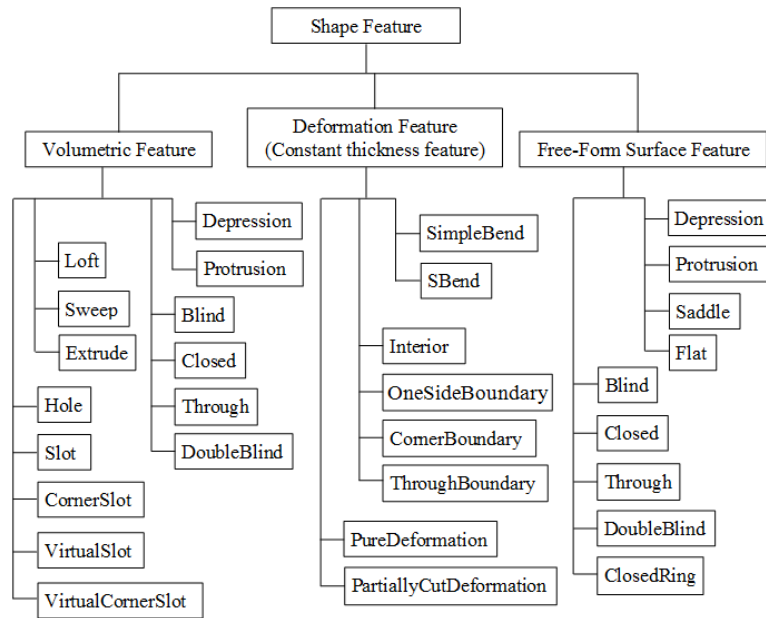 Shape Feature
Volumetric Feature
Deformation Feature
(Constant thickness feature)
Free-Form Surface Feature
Loft
Sweep
Extrude
Hole
Slot
CornerSlot
VirtualSlot
VirtualCornerSlot
Depression
Protrusion
Blind
Closed
Through
DoubleBlind
SimpleBend
SBend
Interior
OneSideBoundary
CornerBoundary
ThroughBoundary
PureDeformation
PartiallyCutDeformation
Depression
Protrusion
Saddle
Flat
Blind
Closed
Through
DoubleBlind
ClosedRing